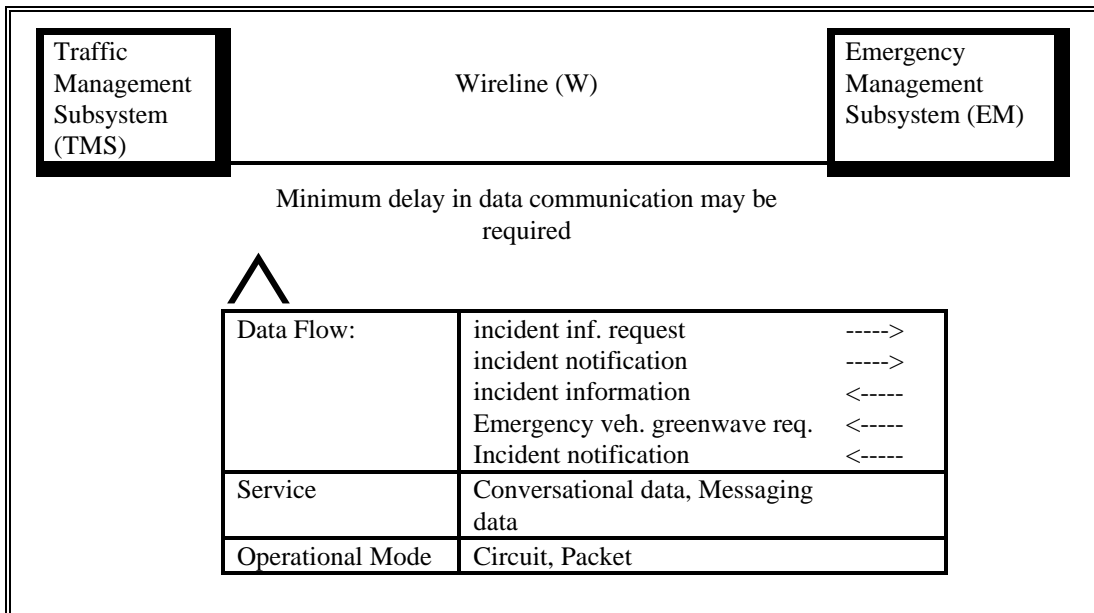 Traffic
Management
Subsystem
(TMS)
Wireline (W)
Emergency
Management
Subsystem (EM)
Minimum delay in data communication may be
required
Data Flow:
incident inf. request ----->
incident notification ----->
incident information <-----
Emergency veh. greenwave req. <-----
Incident notification <-----
Service
Conversational data, Messaging
data
Operational Mode
Circuit, Packet